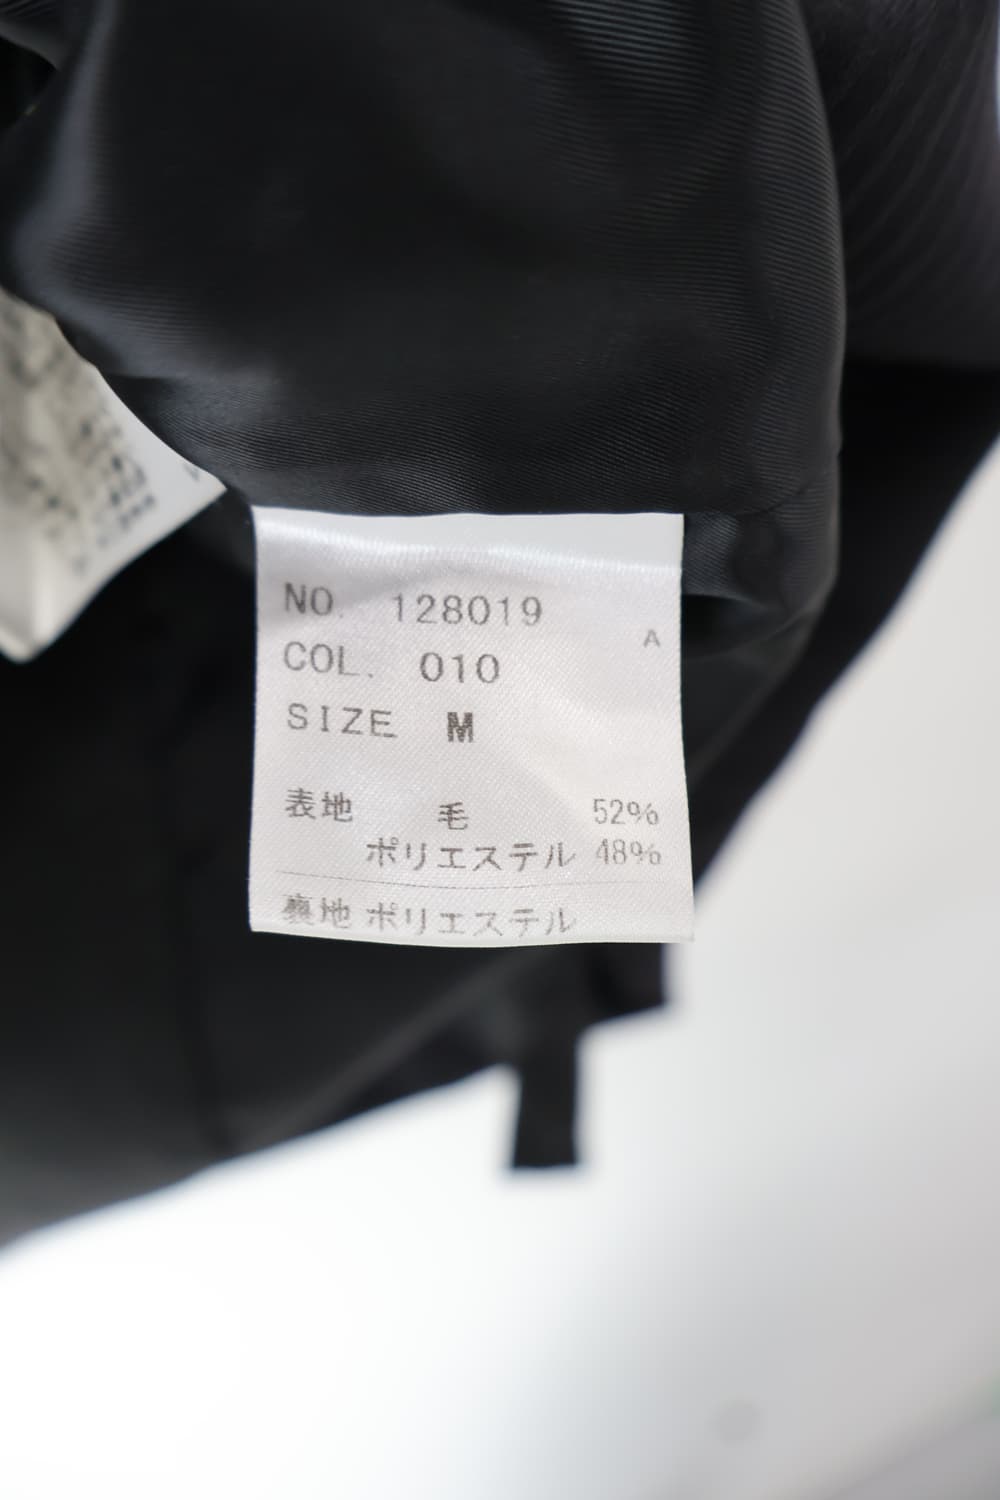 NO. 128019
A
COL. 010
SIZE M
表地 毛 52%
ポリエステル 48%
裏地 ポリエステル